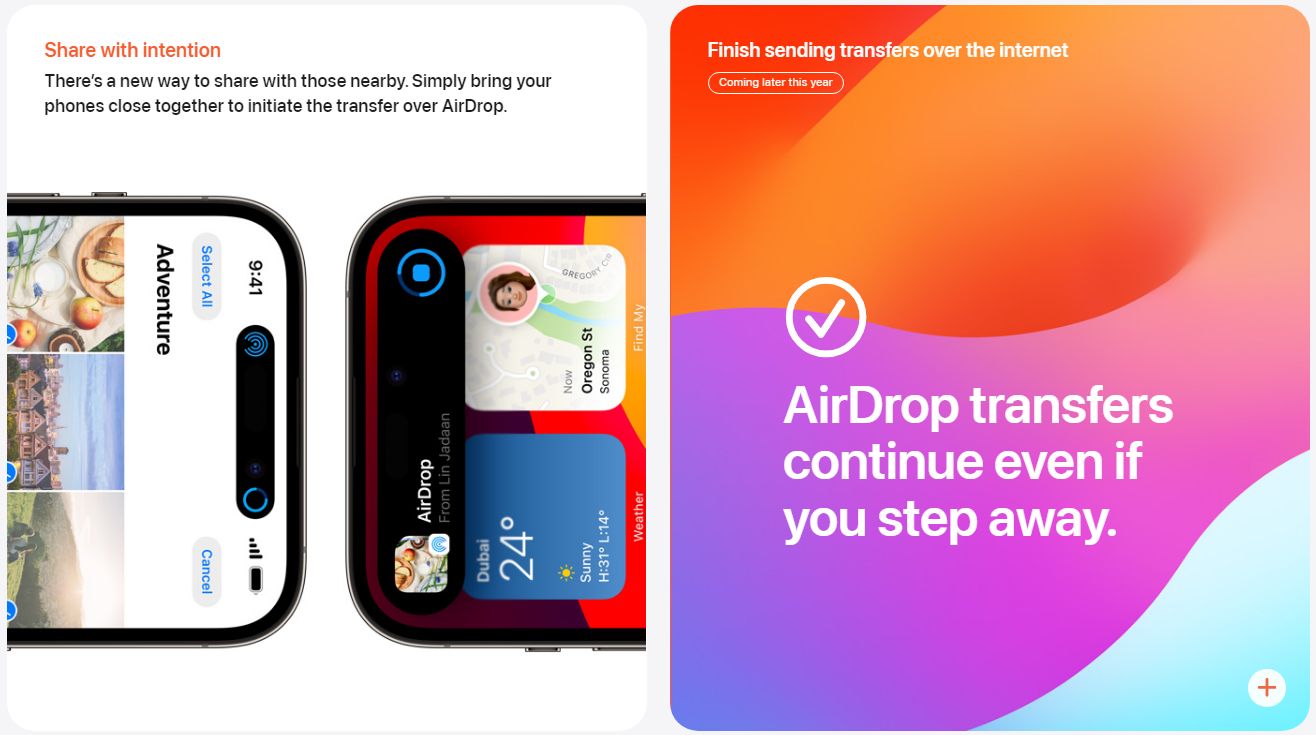 Share with intention
There's a new way to share with those nearby. Simply bring your
phones close together to initiate the transfer over AirDrop.
9:41
Select All
Cancel
Adventure
AirDrop
From Lin Jadaan
GREGORY CIR
Now
Oregon St
Sonoma
Find My
Dubai
24°
Sunny
H:31° L:14°
Weather
Finish sending transfers over the internet
Coming later this year
AirDrop transfers
continue even if
you step away.